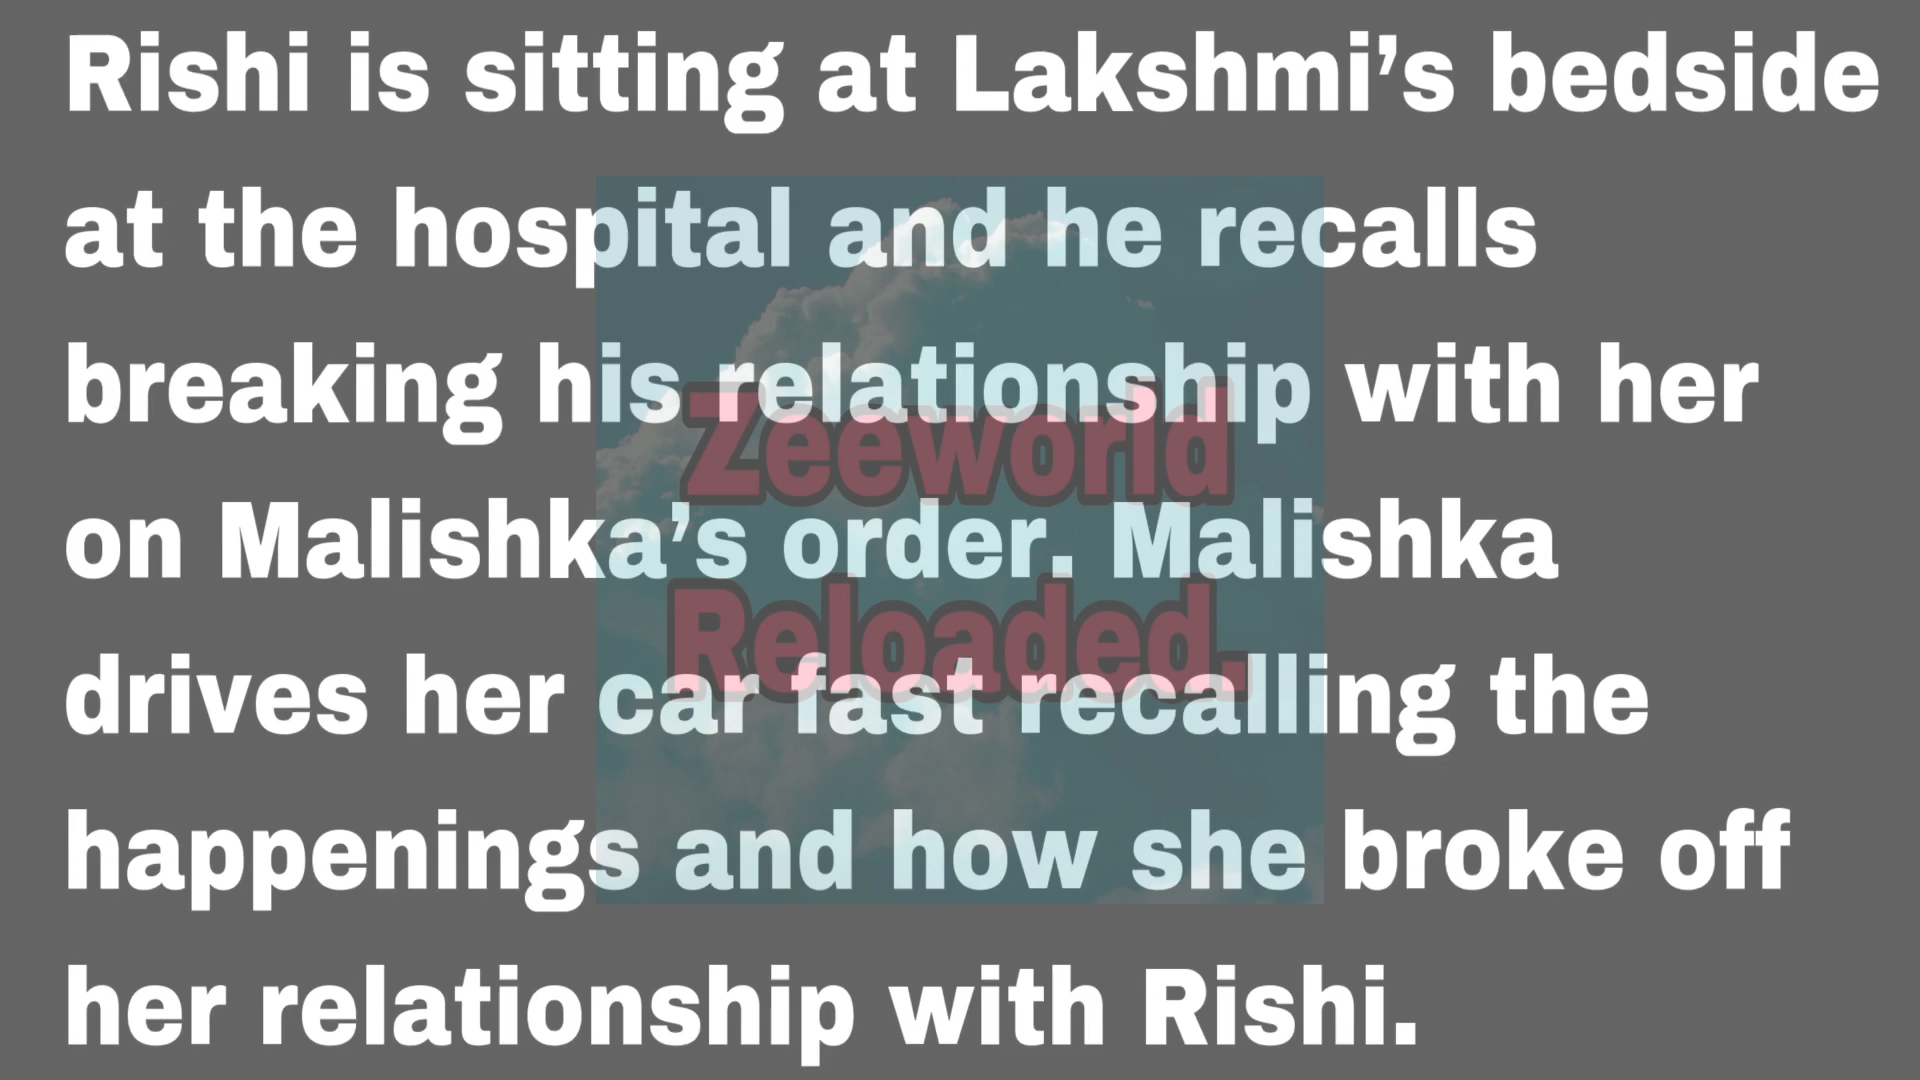 Rishi is sitting at Lakshmi’s bedside
at the hospital and he recalls
breaking his relationship with her
on Malishka’s order. Malishka
drives her car fast recalling the
happenings and how she broke off
her relationship with Rishi.
Zeeworld
Reloaded.